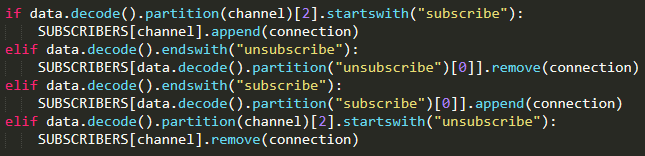 if data.decode().partition(channel)[2].startswith("subscribe"):
    SUBSCRIBERS[channel].append(connection)
elif data.decode().endswith("unsubscribe"):
    SUBSCRIBERS[data.decode().partition("unsubscribe")[0]].remove(connection)
elif data.decode().endswith("subscribe"):
    SUBSCRIBERS[data.decode().partition("subscribe")[0]].append(connection)
elif data.decode().partition(channel)[2].startswith("unsubscribe"):
    SUBSCRIBERS[channel].remove(connection)